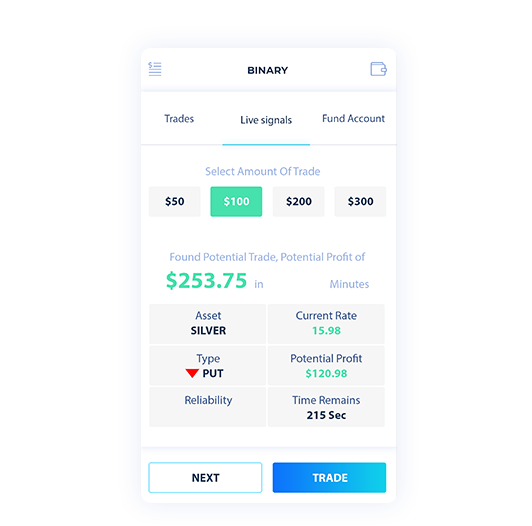 BINARY
Trades
Live signals
Fund Account
Select Amount Of Trade
$50
$100
$200
$300
Found Potential Trade, Potential Profit of
$253.75 in Minutes
Asset
SILVER
Current Rate
15.98
Type
PUT
Potential Profit
$120.98
Reliability
Time Remains
215 Sec
NEXT
TRADE